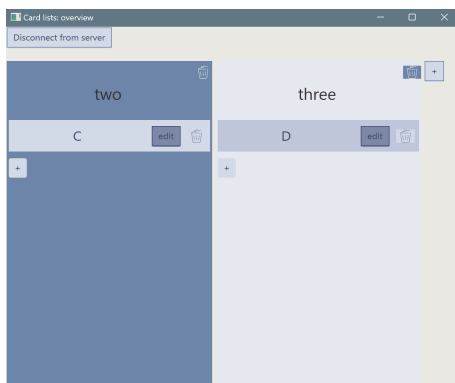 Card lists: overview
Disconnect from server
+
two
three
C
edit
D
edit
+
+